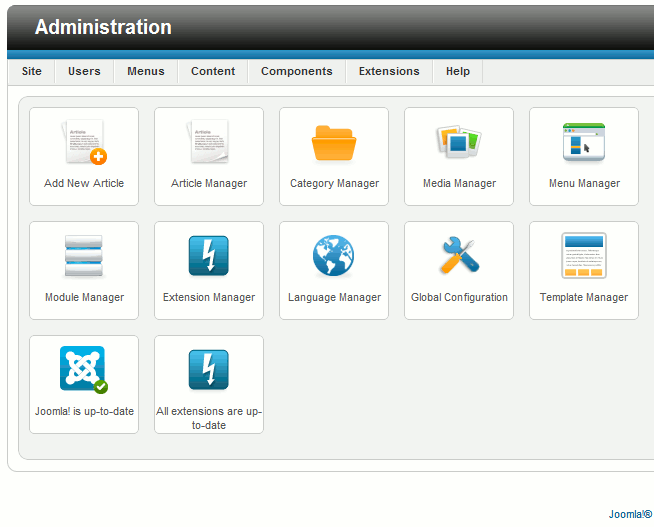 Administration
Site Users Menus Content Components Extensions Help
Add New Article Article Manager Category Manager Media Manager Menu Manager
Module Manager Extension Manager Language Manager Global Configuration Template Manager
Joomla! is up-to-date All extensions are up-
to-date
Joomla!®